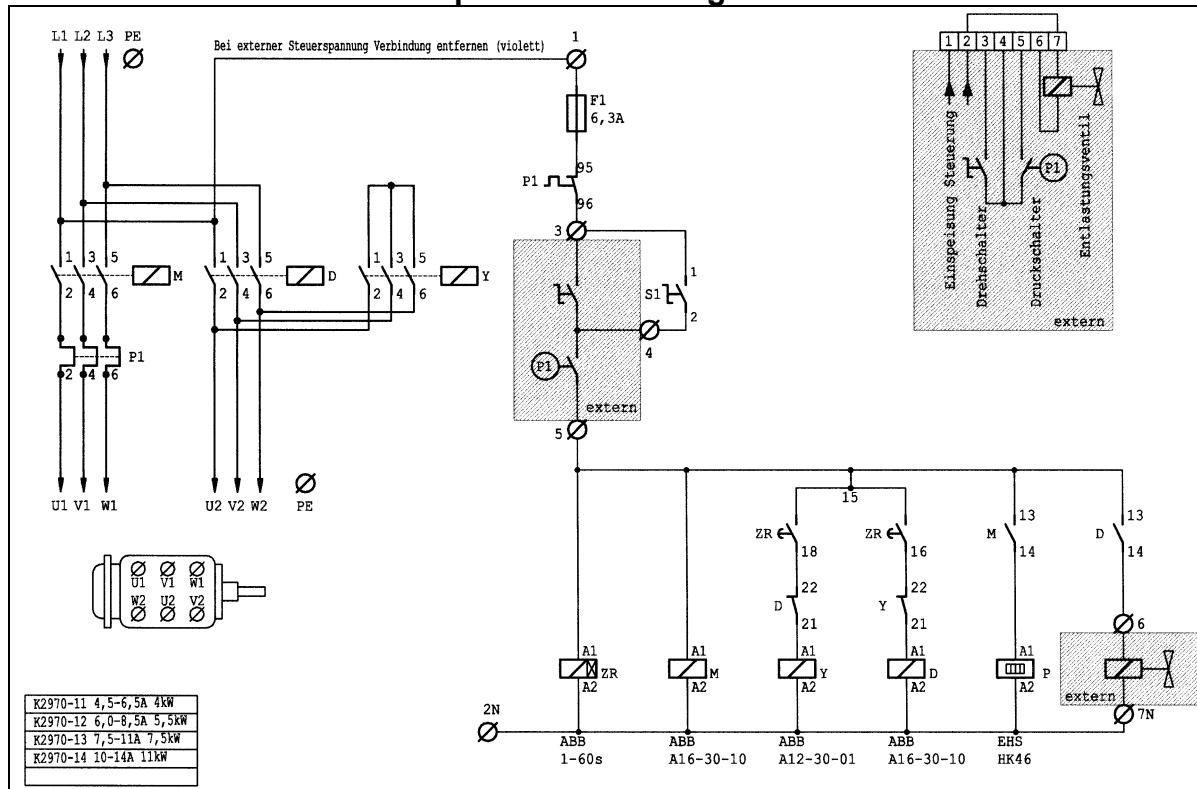 L1 L2 L3 PE
Bei externer Steuerspannung Verbindung entfernen (violett)
1
F1
6,3A
95
P1
96
3
1
S1
2
4
P1
extern
5
1 3 5
M
2 4 6
1 3 5
D
2 4 6
1 3 5
Y
2 4 6
P1
2 4 6
U1 V1 W1
U2 V2 W2
PE
U1 V1 W1
W2 U2 V2
1 2 3 4 5 6 7
Einspeisung Steuerung
Drehschalter
Druckschalter
P1
Entlastungsventil
extern
15
ZR
18
ZR
16
M
13
14
D
13
14
D
22
21
Y
22
21
6
A1
ZR
A2
A1
M
A2
A1
Y
A2
A1
D
A2
A1
P
A2
extern
7N
2N
ABB
1-60s
ABB
A16-30-10
ABB
A12-30-01
ABB
A16-30-10
EHS
HK46
K2970-11 4,5-6,5A 4kW
K2970-12 6,0-8,5A 5,5kW
K2970-13 7,5-11A 7,5kW
K2970-14 10-14A 11kW